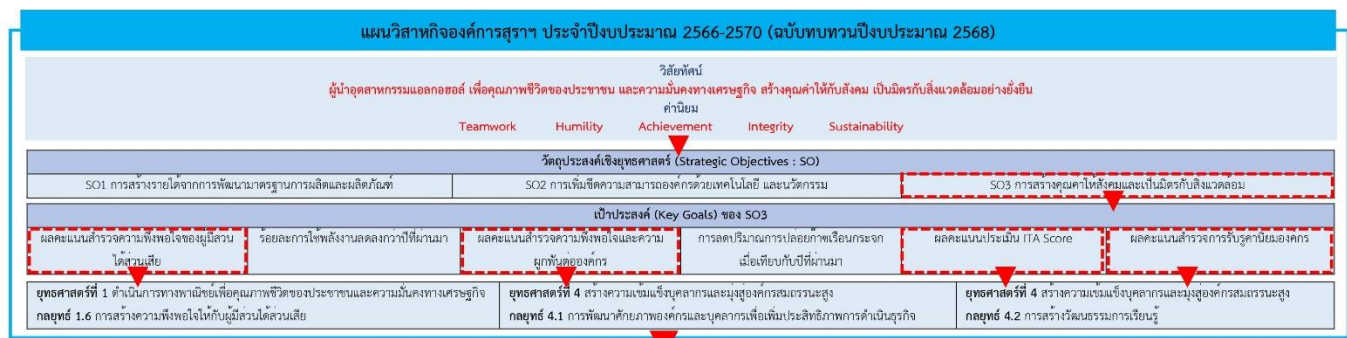 แผนวิสาหกิจองค์การสุราฯ ประจำปีงบประมาณ 2566-2570 (ฉบับทบทวนปีงบประมาณ 2568)
วิสัยทัศน์
ผู้นำอุตสาหกรรมแอลกอฮอล์ เพื่อคุณภาพชีวิตของประชาชน และความมั่นคงทางเศรษฐกิจ สร้างคุณค่าให้กับสังคม เป็นมิตรกับสิ่งแวดล้อมอย่างยั่งยืน
ค่านิยม
Teamwork Humility Achievement Integrity Sustainability
วัตถุประสงค์เชิงยุทธศาสตร์ (Strategic Objectives : SO)
SO1 การสร้างรายได้จากการพัฒนามาตรฐานการผลิตและผลิตภัณฑ์
SO2 การเพิ่มขีดความสามารถองค์กรด้วยเทคโนโลยี และนวัตกรรม
SO3 การสร้างคุณค่าให้สังคมและเป็นมิตรกับสิ่งแวดล้อม
เป้าประสงค์ (Key Goals) ของ SO3
ผลคะแนนสำรวจความพึงพอใจของผู้มีส่วน
ได้ส่วนเสีย
ร้อยละการใช้พลังงานลดลงกว่าปีที่ผ่านมา
ผลคะแนนสำรวจความพึงพอใจและความ
ผูกพันต่อองค์กร
การลดปริมาณการปล่อยก๊าซเรือนกระจก
เมื่อเทียบกับปีที่ผ่านมา
ผลคะแนนประเมิน ITA Score
ผลคะแนนสำรวจการรับรู้ค่านิยมองค์กร
ยุทธศาสตร์ที่ 1 ดำเนินการทางพาณิชย์เพื่อคุณภาพชีวิตของประชาชนและความมั่นคงทางเศรษฐกิจ
กลยุทธ์ 1.6 การสร้างความพึงพอใจให้กับผู้มีส่วนได้ส่วนเสีย
ยุทธศาสตร์ที่ 4 สร้างความเข้มแข็งบุคลากรและมุ่งสู่องค์กรสมถรรนะสูง
กลยุทธ์ 4.1 การพัฒนาศักยภาพองค์กรและบุคลากรเพื่อเพิ่มประสิทธิภาพการดำเนินธุรกิจ
ยุทธศาสตร์ที่ 4 สร้างความเข้มแข็งบุคลากรและมุ่งสู่องค์กรสมถรรนะสูง
กลยุทธ์ 4.2 การสร้างวัฒนธรรมการเรียนรู้